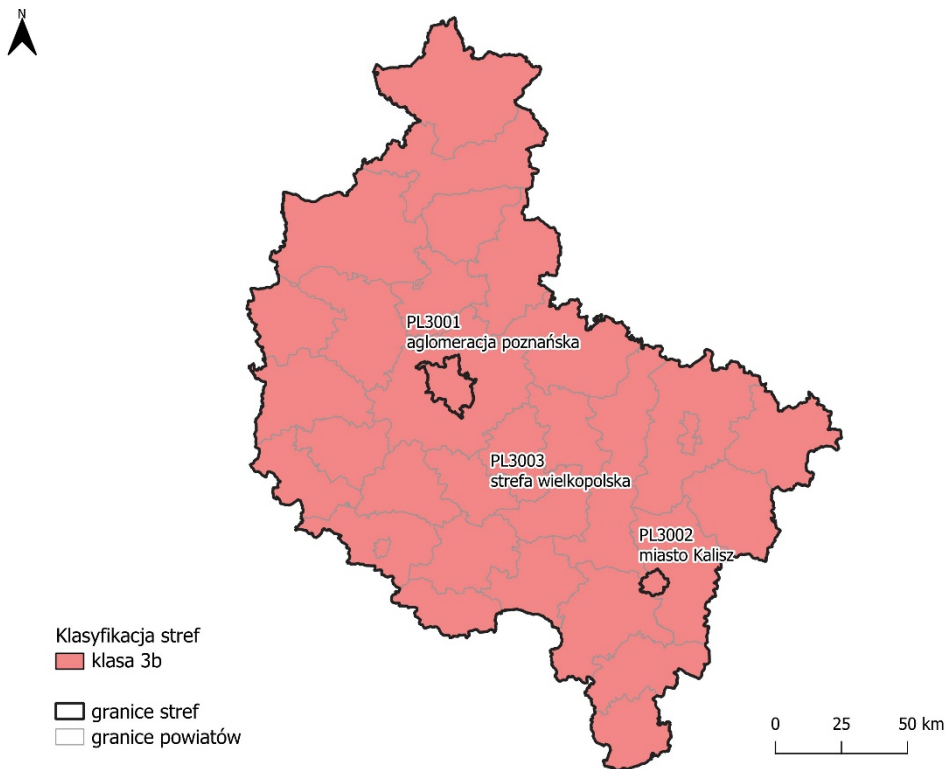 N
PL3001
aglomeracja poznańska
PL3003
strefa wielkopolska
PL3002
miasto Kalisz
Klasyfikacja stref
klasa 3b
granice stref
granice powiatów
0 25 50 km